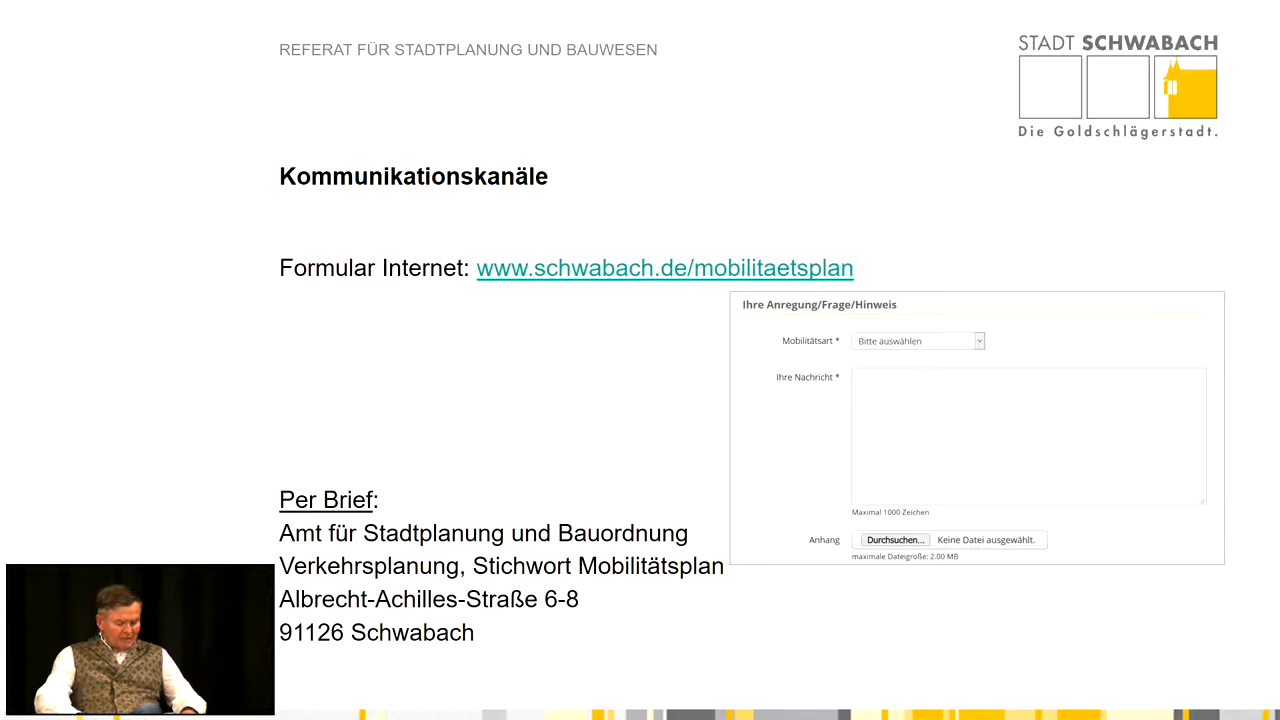 REFERAT FÜR STADTPLANUNG UND BAUWESEN
STADT SCHWABACH
Die Goldschlägerstadt.
Kommunikationskanäle
Formular Internet: www.schwabach.de/mobilitaetsplan
Ihre Anregung/Frage/Hinweis
Mobilitätsart * Bitte auswählen
Ihre Nachricht *
Maximal 1000 Zeichen
Anhang Durchsuchen... Keine Datei ausgewählt.
maximale Dateigröße: 2.00 MB
Per Brief:
Amt für Stadtplanung und Bauordnung
Verkehrsplanung, Stichwort Mobilitätsplan
Albrecht-Achilles-Straße 6-8
91126 Schwabach